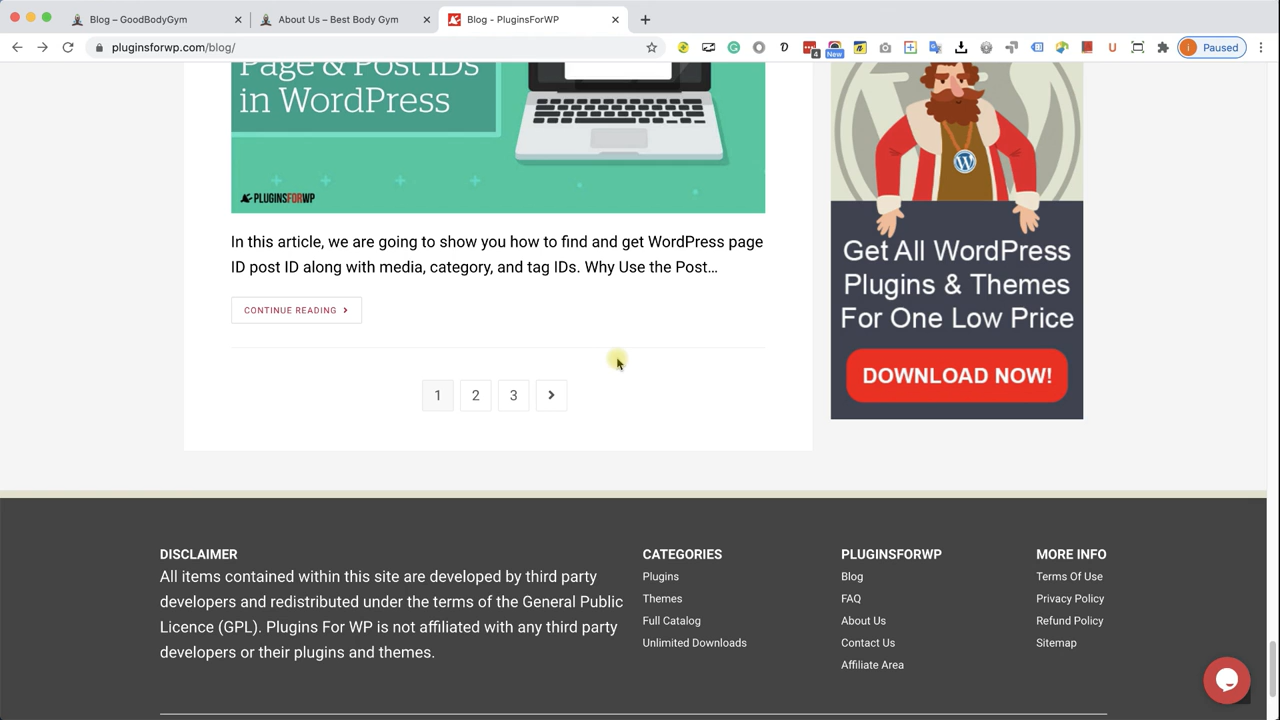 Blog – GoodBodyGym
About Us – Best Body Gym
Blog - PluginsForWP
pluginsforwp.com/blog/
4
New
Paused
Page & Post IDs
in WordPress
PLUGINSFORWP
In this article, we are going to show you how to find and get WordPress page
ID post ID along with media, category, and tag IDs. Why Use the Post…
CONTINUE READING
1
2
3
Get All WordPress
Plugins & Themes
For One Low Price
DOWNLOAD NOW!
DISCLAIMER
All items contained within this site are developed by third party
developers and redistributed under the terms of the General Public
Licence (GPL). Plugins For WP is not affiliated with any third party
developers or their plugins and themes.
CATEGORIES
Plugins
Themes
Full Catalog
Unlimited Downloads
PLUGINSFORWP
Blog
FAQ
About Us
Contact Us
Affiliate Area
MORE INFO
Terms Of Use
Privacy Policy
Refund Policy
Sitemap